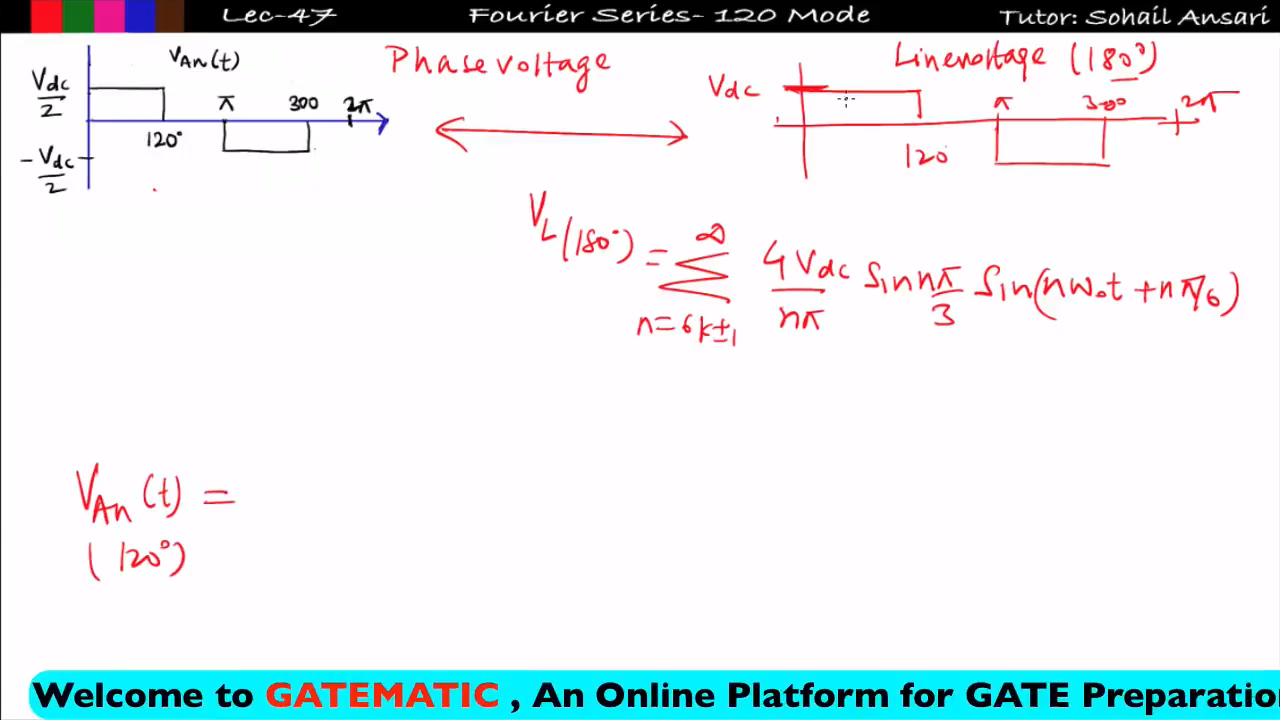 Lec-47 Fourier Series- 120 Mode Tutor: Sohail Ansari
VAn(t) Phase voltage Line voltage (180°)
Vdc/2 π 300 2π
120°
-Vdc/2
Vdc π 300 2π
120
VL(180°) = ∑ n=6k±1 ∞ 4Vdc/nπ Sin nπ/3 Sin(nω₀t + nπ/6)
VAn(t) =
(120°)
Welcome to GATEMATIC , An Online Platform for GATE Preparatio